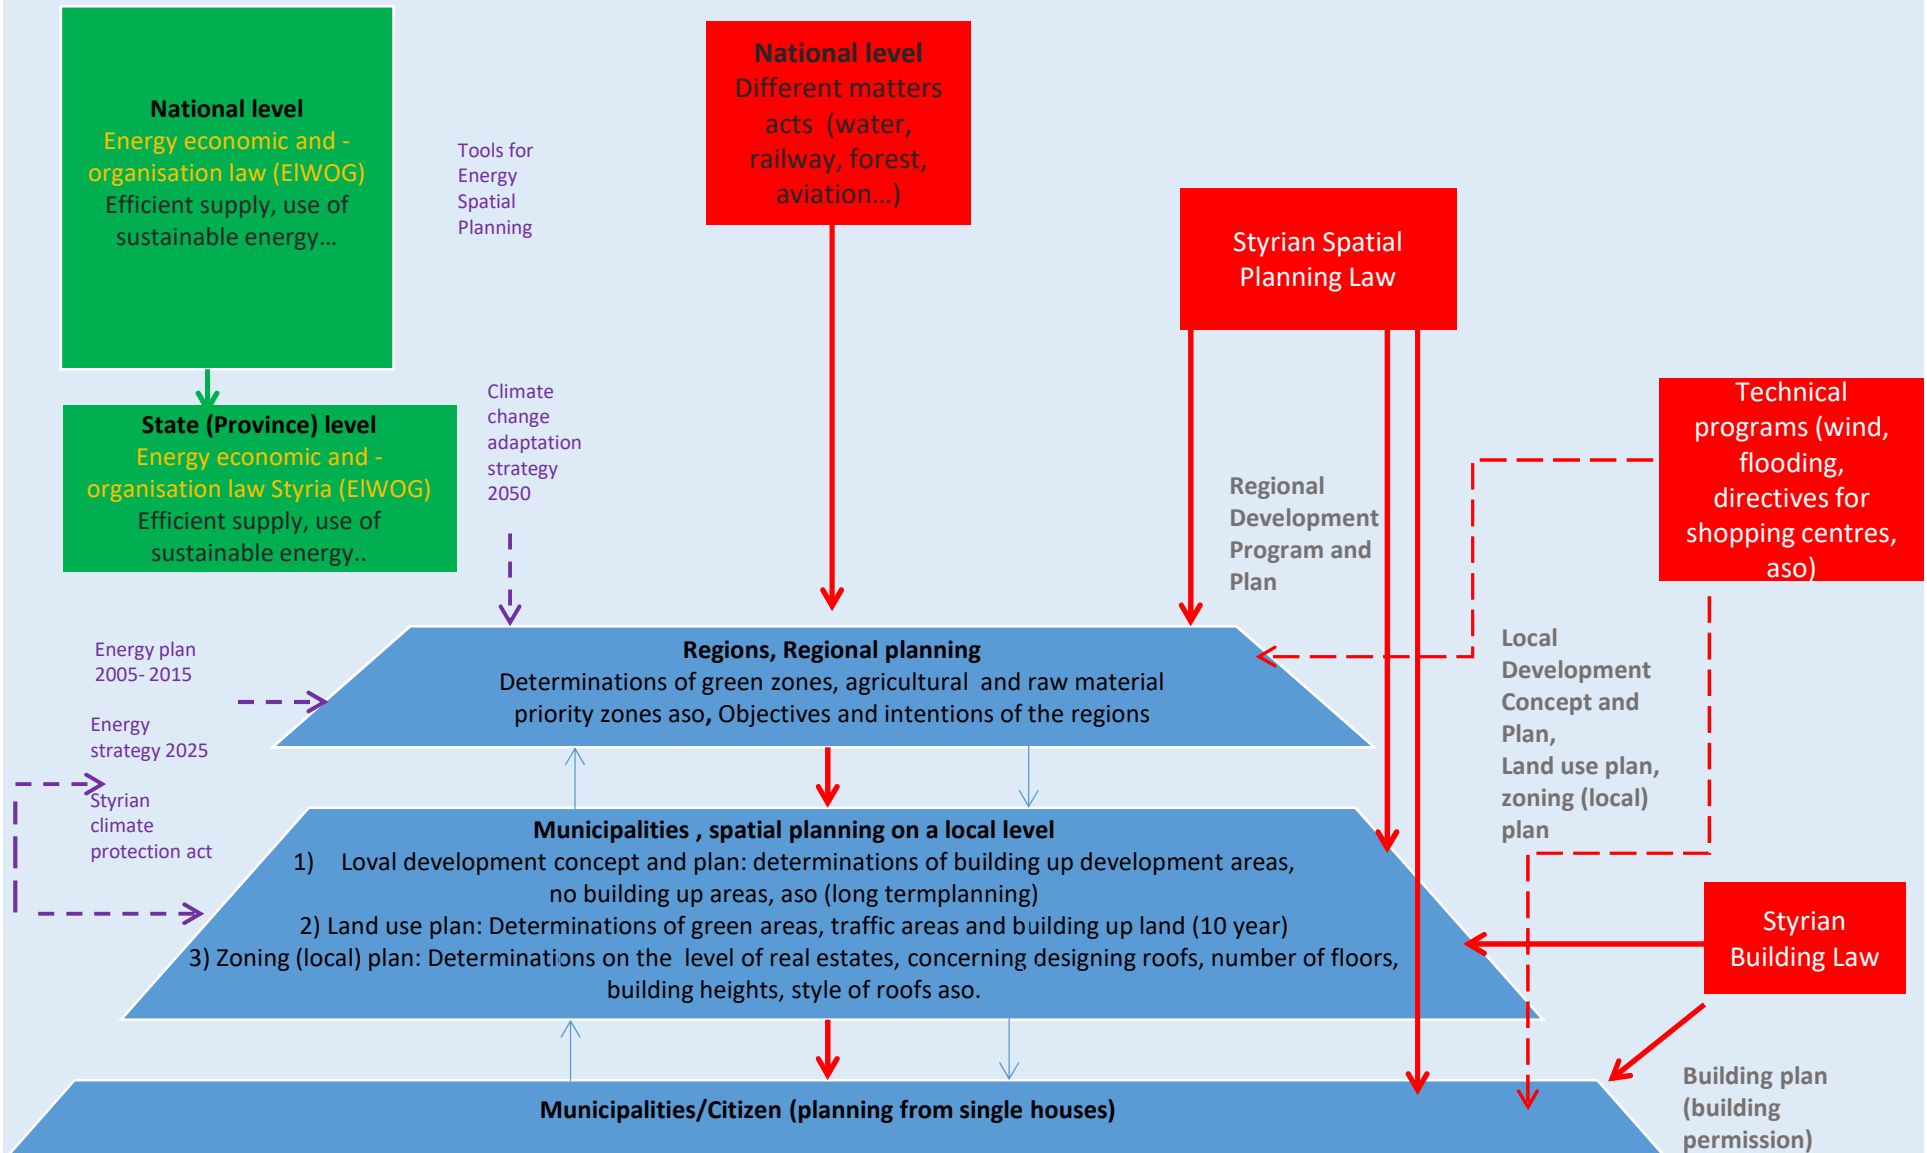 National level
Energy economic and -
organisation law (ElWOG)
Efficient supply, use of
sustainable energy…
Tools for
Energy
Spatial
Planning
National level
Different matters
acts (water,
railway, forest,
aviation…)
Styrian Spatial
Planning Law
State (Province) level
Energy economic and -
organisation law Styria (ElWOG)
Efficient supply, use of
sustainable energy..
Climate
change
adaptation
strategy
2050
Regional
Development
Program and
Plan
Technical
programs (wind,
flooding,
directives for
shopping centres,
aso)
Energy plan
2005- 2015
Energy
strategy 2025
Styrian
climate
protection act
Regions, Regional planning
Determinations of green zones, agricultural and raw material
priority zones aso, Objectives and intentions of the regions
Local
Development
Concept and
Plan,
Land use plan,
zoning (local)
plan
Municipalities , spatial planning on a local level
1) Loval development concept and plan: determinations of building up development areas,
no building up areas, aso (long termplanning)
2) Land use plan: Determinations of green areas, traffic areas and building up land (10 year)
3) Zoning (local) plan: Determinations on the level of real estates, concerning designing roofs, number of floors,
building heights, style of roofs aso.
Styrian
Building Law
Municipalities/Citizen (planning from single houses)
Building plan
(building
permission)